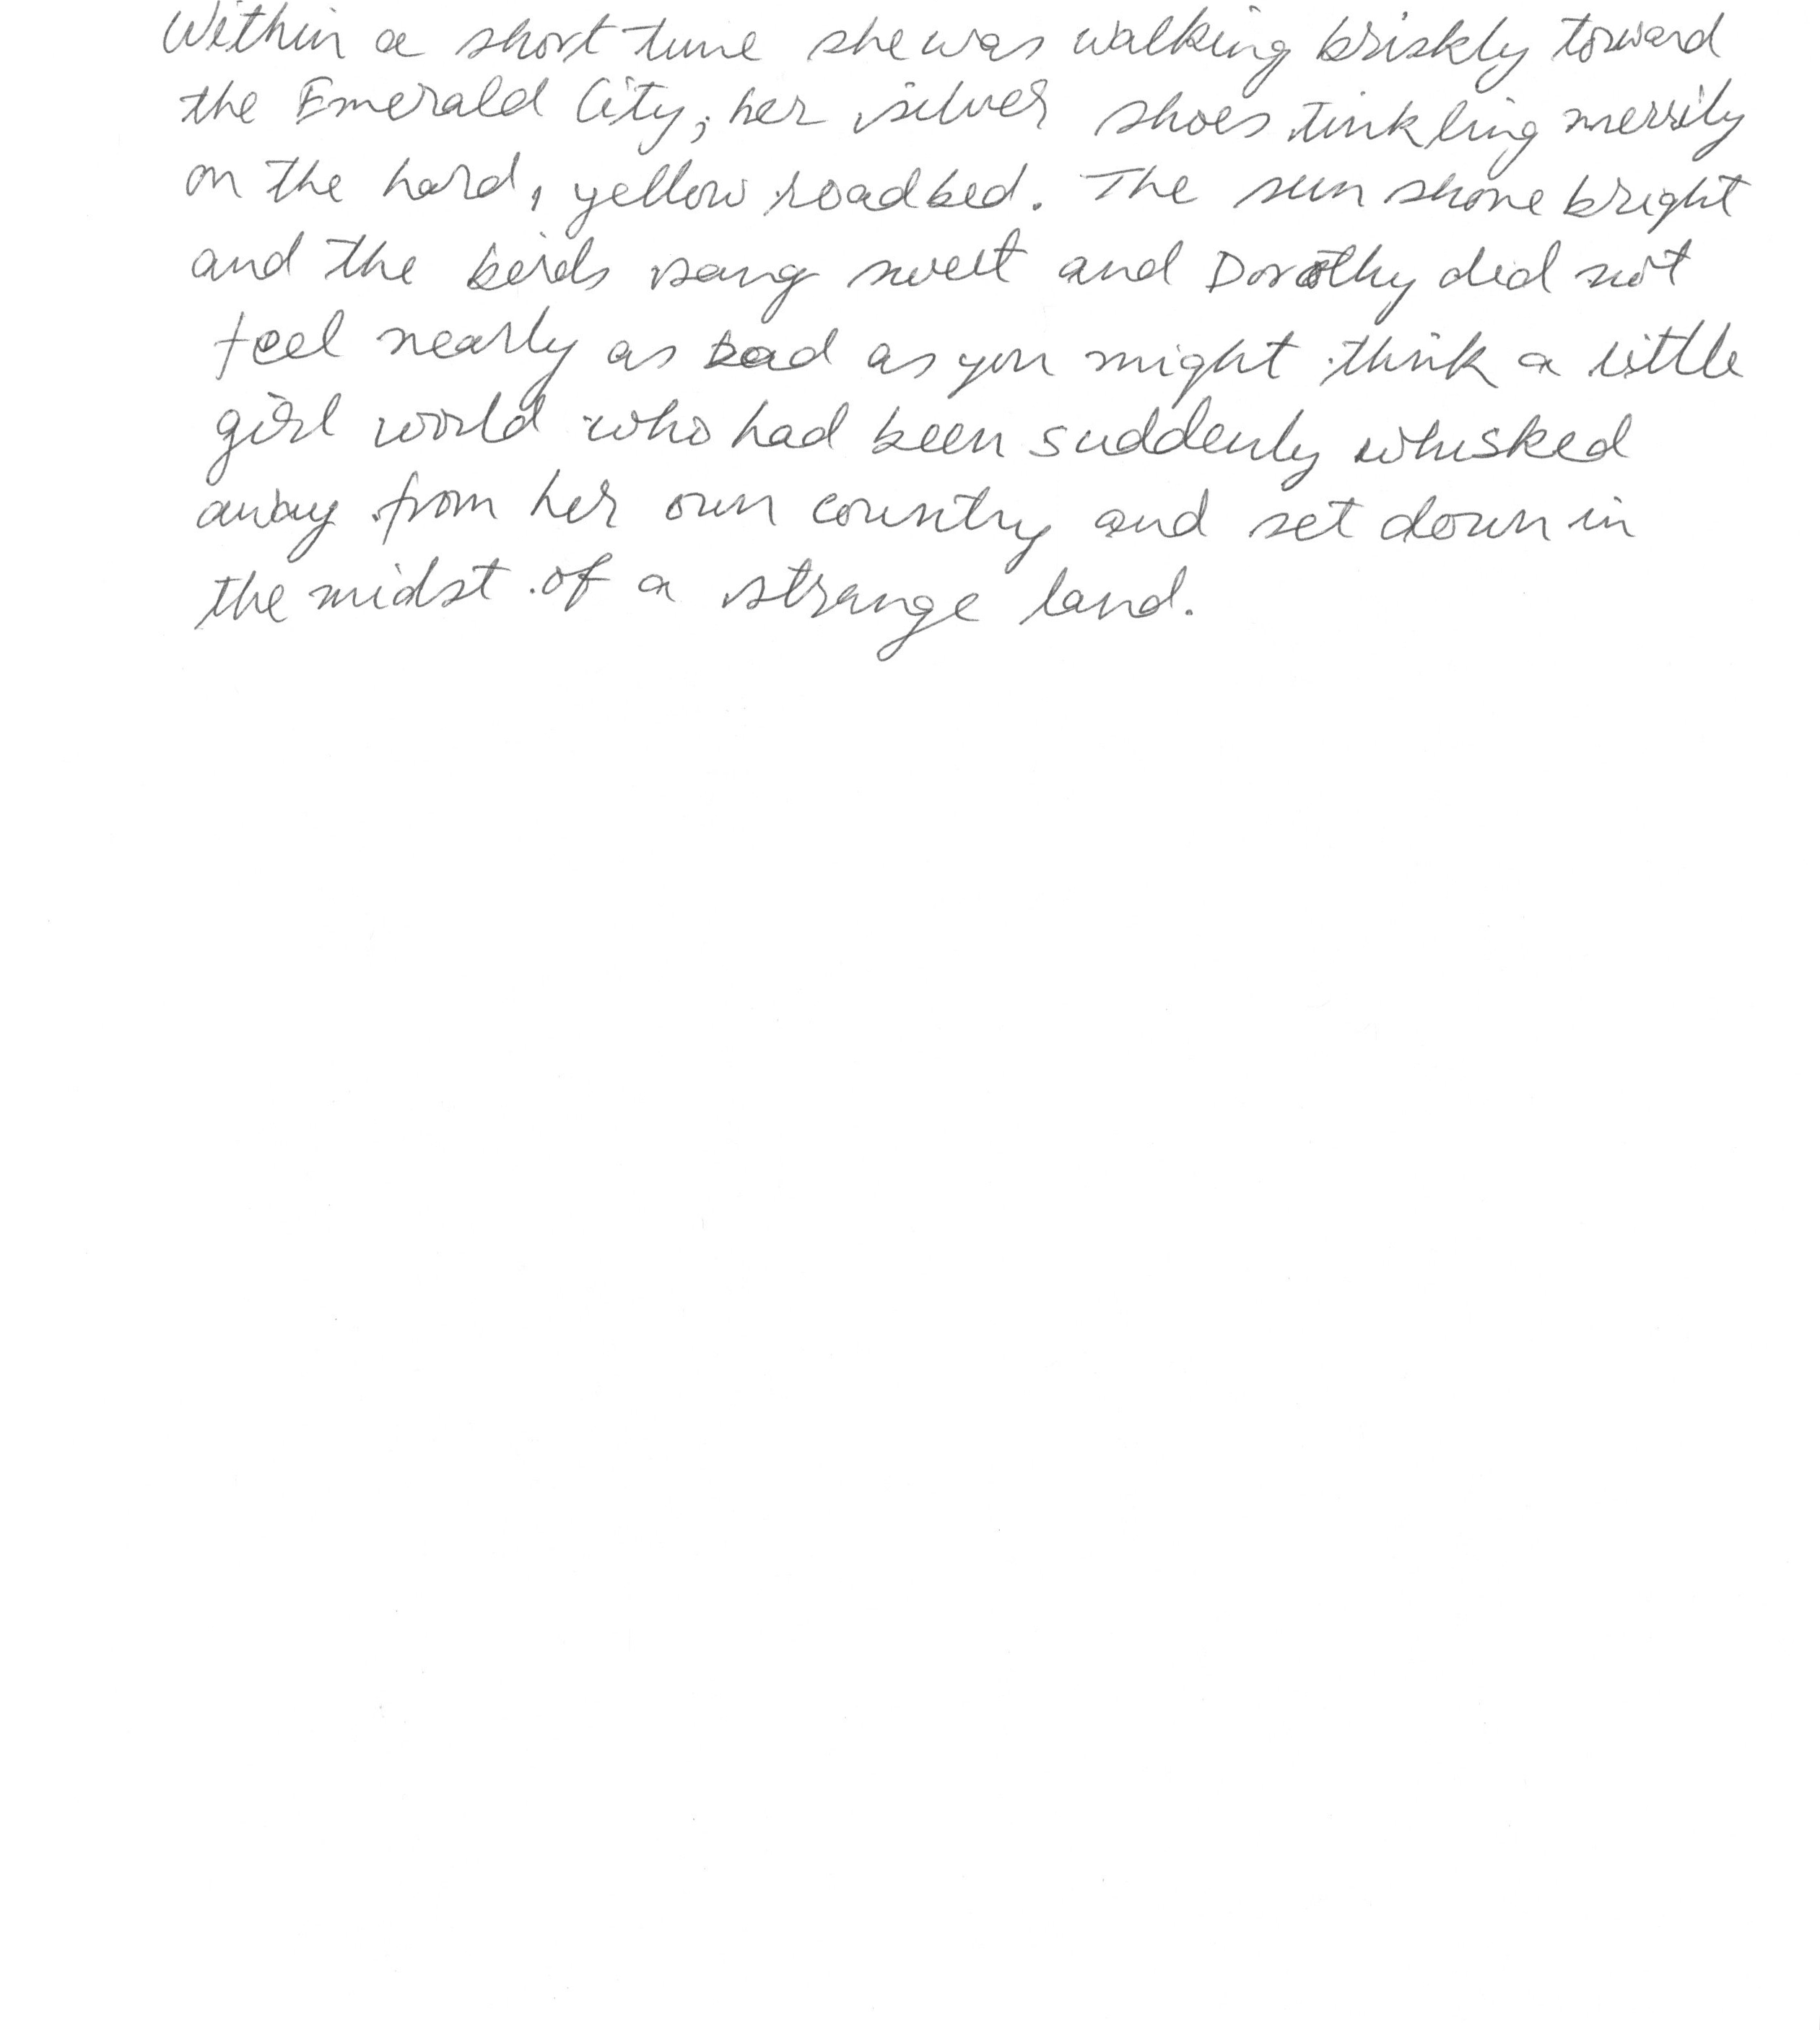 Within a short time she was walking briskly toward
the Emerald City; her silver shoes tinkling merrily
on the hard, yellow roadbed. The sun shone bright
and the birds sang sweet and Dorothy did not
feel nearly as bad as you might think a little
girl world who had been suddenly whisked
away from her own country and set down in
the midst of a strange land.